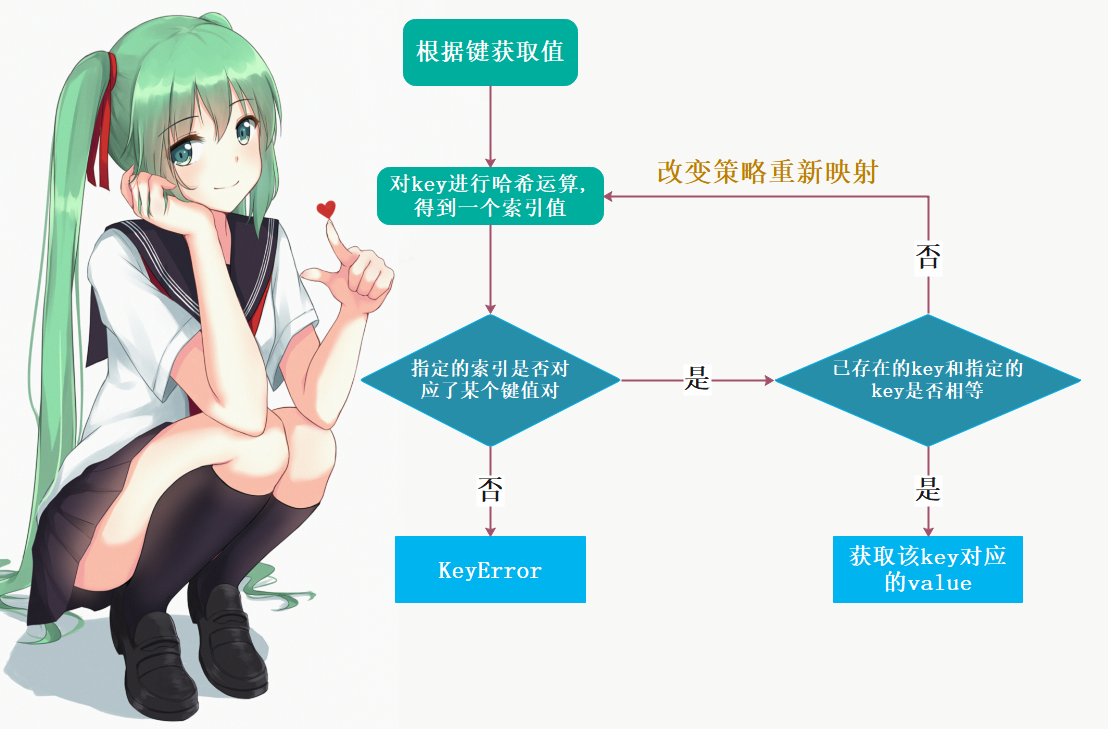 根据键获取值
改变策略重新映射
对key进行哈希运算,
得到一个索引值
否
指定的索引是否对
应了某个键值对
是
已存在的key和指定的
key是否相等
否
是
KeyError
获取该key对应
的value